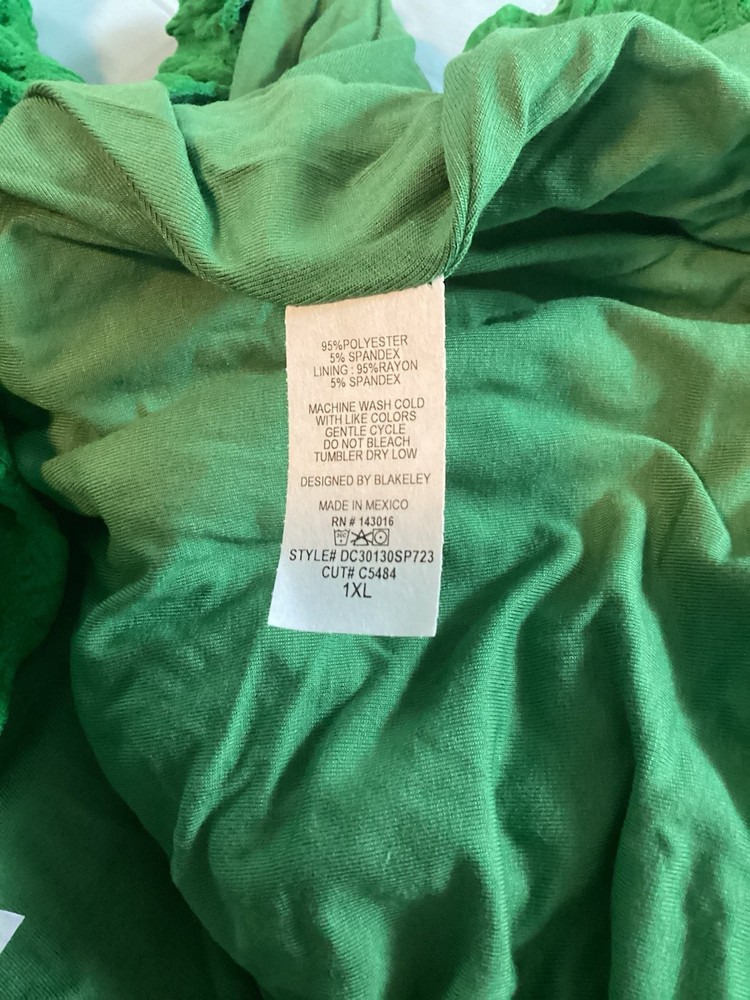 95%POLYESTER
5% SPANDEX
LINING : 95%RAYON
5% SPANDEX
MACHINE WASH COLD
WITH LIKE COLORS
GENTLE CYCLE
DO NOT BLEACH
TUMBLER DRY LOW
DESIGNED BY BLAKELEY
MADE IN MEXICO
RN # 143016
STYLE# DC30130SP723
CUT# C5484
1XL